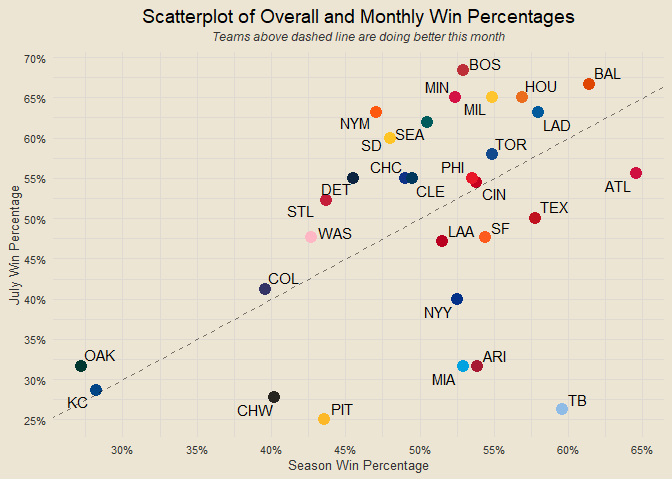 Scatterplot of Overall and Monthly Win Percentages
Teams above dashed line are doing better this month
July Win Percentage
70%
65%
60%
55%
50%
45%
40%
35%
30%
25%
BOS
BAL
MIN
HOU
MIL
NYM
LAD
SEA
SD
TOR
CHC
PHI
DET
CLE
CIN
ATL
STL
TEX
WAS
LAA
SF
COL
NYY
OAK
ARI
MIA
KC
CHW
PIT
TB
30%
35%
40%
45%
50%
55%
60%
65%
Season Win Percentage